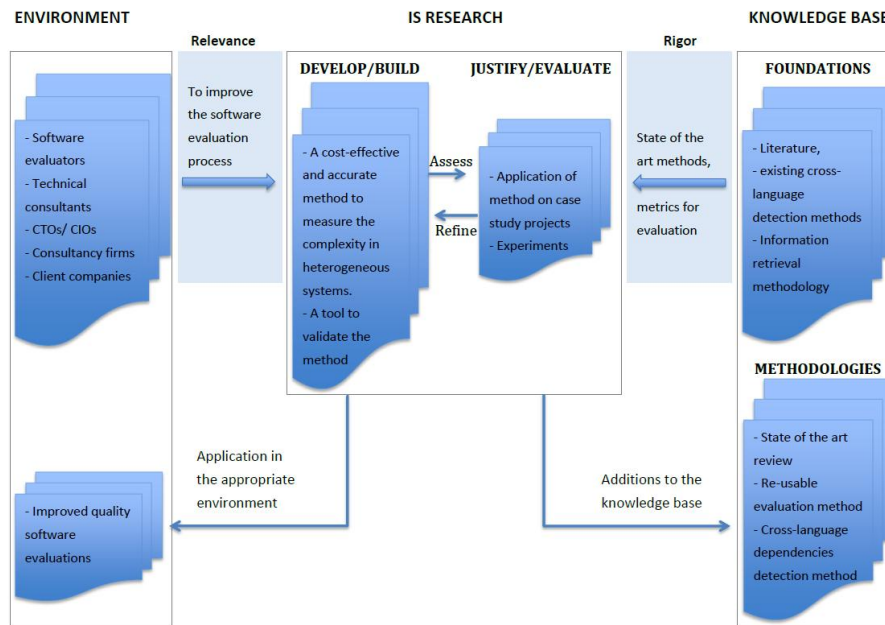 ENVIRONMENT
IS RESEARCH
KNOWLEDGE BASE
Relevance
Rigor
To improve
the software
evaluation
process
DEVELOP/BUILD
JUSTIFY/EVALUATE
FOUNDATIONS
- Software
evaluators
- Technical
consultants
- CTOs/ CIOs
- Consultancy firms
- Client companies
- A cost-effective
and accurate
method to
measure the
complexity in
heterogeneous
systems.
- A tool to
validate the
method
Assess
Refine
- Application of
method on case
study projects
- Experiments
State of the
art methods,
metrics for
evaluation
- Literature,
- existing cross-
language
detection methods
- Information
retrieval
methodology
METHODOLOGIES
- State of the art
review
- Re-usable
evaluation method
- Cross-language
dependencies
detection method
Application in
the appropriate
environment
Additions to the
knowledge base
- Improved quality
software
evaluations